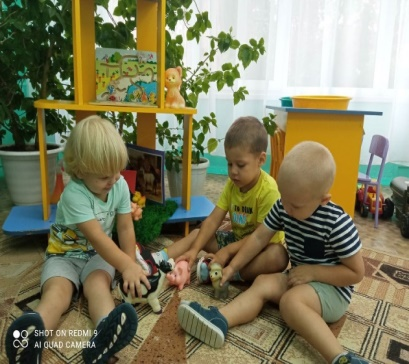 SHOT ON REDMI 9
AI QUAD CAMERA